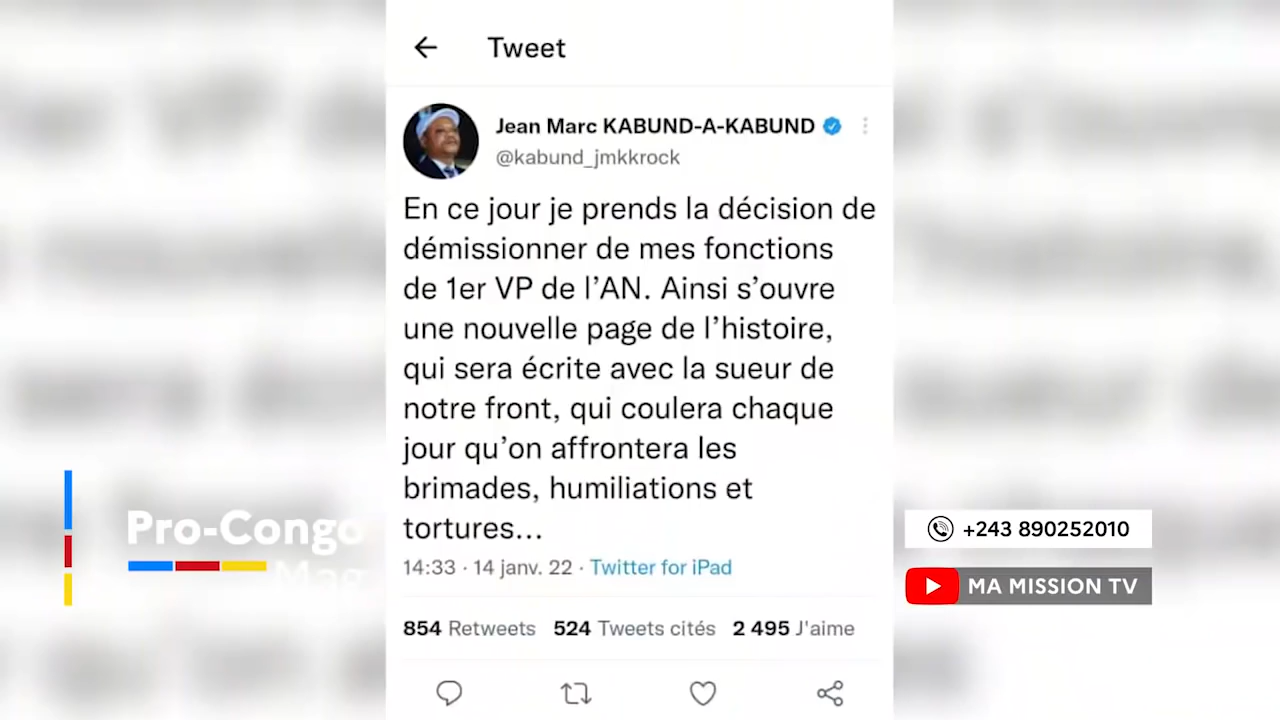 Tweet
Jean Marc KABUND-A-KABUND
@kabund_jmkkrock
En ce jour je prends la décision de
démissionner de mes fonctions
de 1er VP de l’AN. Ainsi s’ouvre
une nouvelle page de l’histoire,
qui sera écrite avec la sueur de
notre front, qui coulera chaque
jour qu’on affrontera les
brimades, humiliations et
tortures...
14:33 · 14 janv. 22 · Twitter for iPad
854 Retweets 524 Tweets cités 2 495 J'aime
Pro-Congo
Mag
+243 890252010
MA MISSION TV